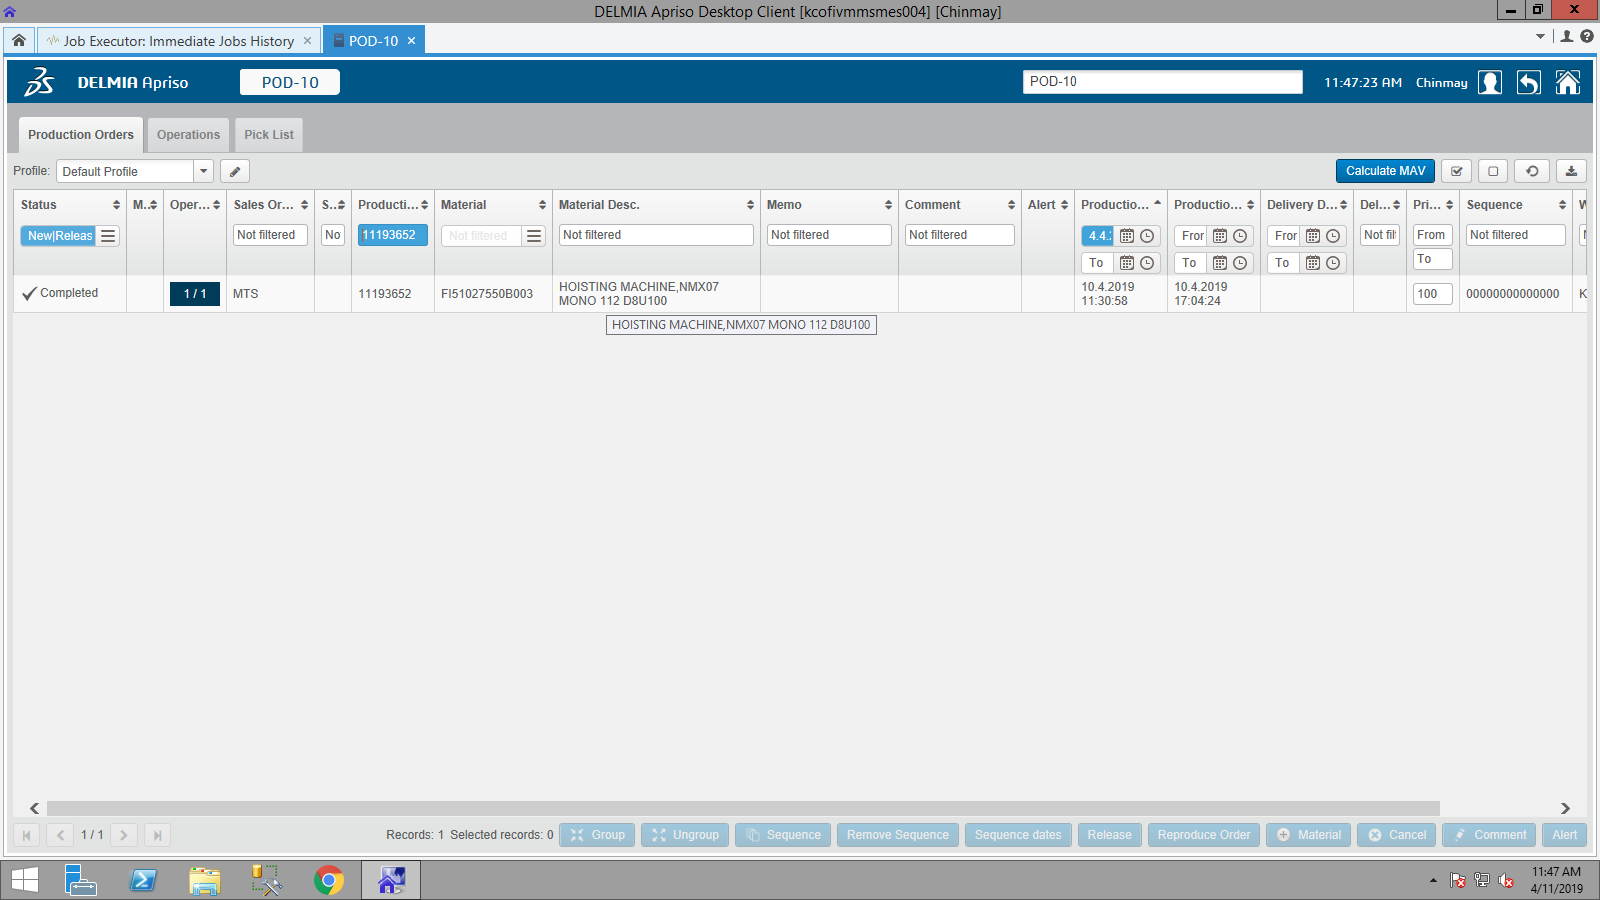 DELMIA Apriso Desktop Client [kcofivmmsmes004] [Chinmay]
Job Executor: Immediate Jobs History
POD-10
DELMIA Apriso
POD-10
POD-10
11:47:23 AM
Chinmay
Production Orders
Operations
Pick List
Profile:
Default Profile
Calculate MAV
Status M... Oper... Sales Or... S... Producti... Material Material Desc. Memo Comment Alert Productio... Productio... Delivery D... Del... Pri... Sequence
New|Releas Not filtered No 11193652 Not filtered Not filtered Not filtered Not filtered 4.4. Fror Fror Not fil From Not filtered
To To To To
Completed 1 / 1 MTS 11193652 FI51027550B003 HOISTING MACHINE,NMX07 10.4.2019 10.4.2019 100 00000000000000 K
MONO 112 D8U100 11:30:58 17:04:24
HOISTING MACHINE,NMX07 MONO 112 D8U100
1 / 1
Records: 1 Selected records: 0
Group
Ungroup
Sequence
Remove Sequence
Sequence dates
Release
Reproduce Order
Material
Cancel
Comment
Alert
11:47 AM
4/11/2019